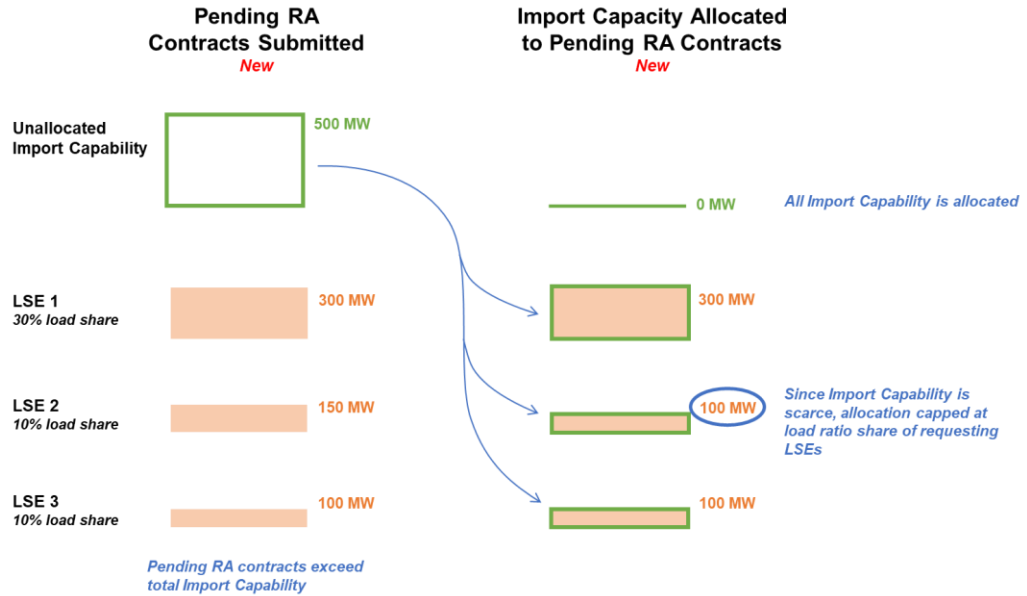 Pending RA
Contracts Submitted
New
Import Capacity Allocated
to Pending RA Contracts
New
Unallocated
Import Capability
500 MW
0 MW
All Import Capability is allocated
LSE 1
30% load share
300 MW
300 MW
LSE 2
10% load share
150 MW
100 MW
Since Import Capability is
scarce, allocation capped at
load ratio share of requesting
LSEs
LSE 3
10% load share
100 MW
100 MW
Pending RA contracts exceed
total Import Capability